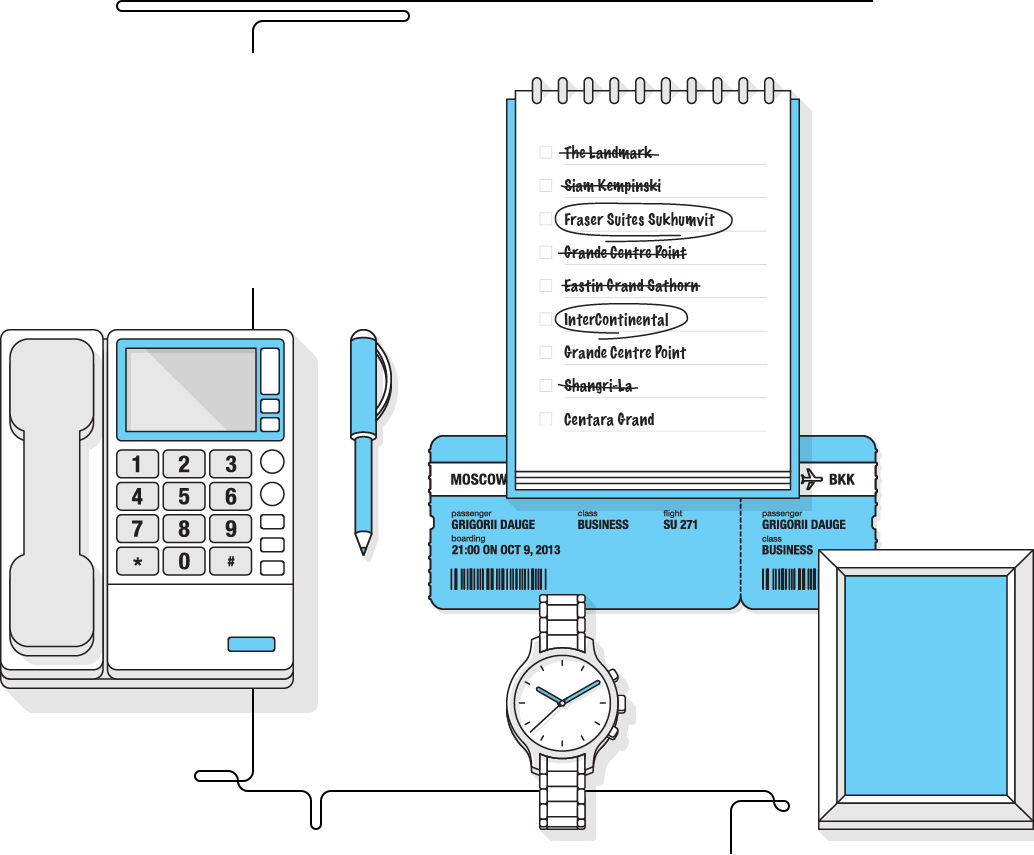 The Landmark
Siam Kempinski
Fraser Suites Sukhumvit
Grande Centre Point
Eastin Grand Sathorn
InterContinental
Grande Centre Point
Shangri-La
Centara Grand
MOSCOW BKK
passenger class flight passenger
GRIGORII DAUGE BUSINESS SU 271 GRIGORII DAUGE
boarding class
21:00 ON OCT 9, 2013 BUSINESS
1 2 3
4 5 6
7 8 9
* 0 #